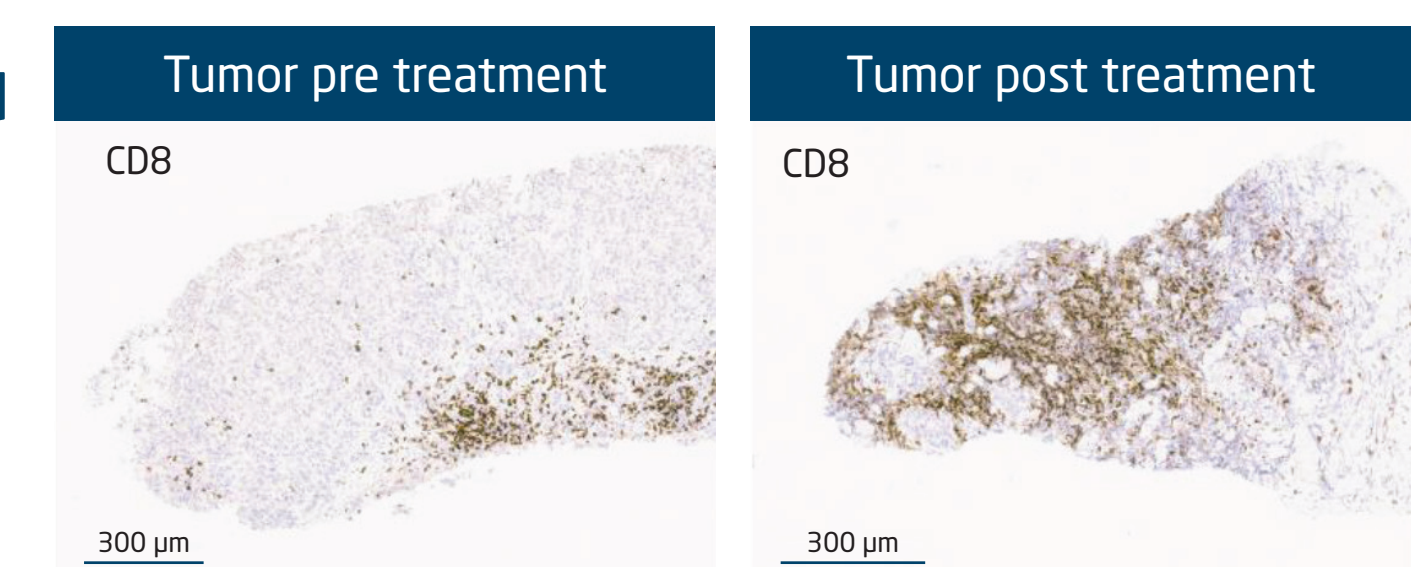 Tumor pre treatment
Tumor post treatment
CD8
CD8
300 µm
300 µm